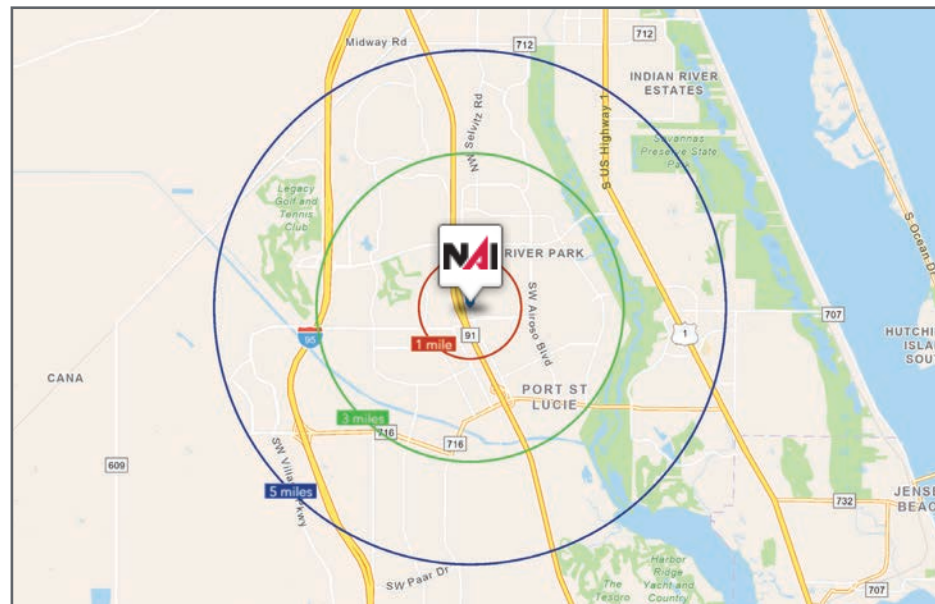 Midway Rd
712
712
INDIAN RIVER
ESTATES
NW Selvitz Rd
S US Highway 1
Savannas
Preserve State
Park
Legacy
Golf and
Tennis
Club
S Ocean Dr
NAI
RIVER PARK
SW Airoso Blvd
707
1
95
91
1 mile
HUTCHI
ISLA
SOUT
CANA
PORT ST
LUCIE
3 miles
716
716
609
SW Villa
pkwy
5 miles
732
JENSE
BEAC
SW Paar Dr
The
Tesoro
Harbor
Ridge
Yacht and
Country
707